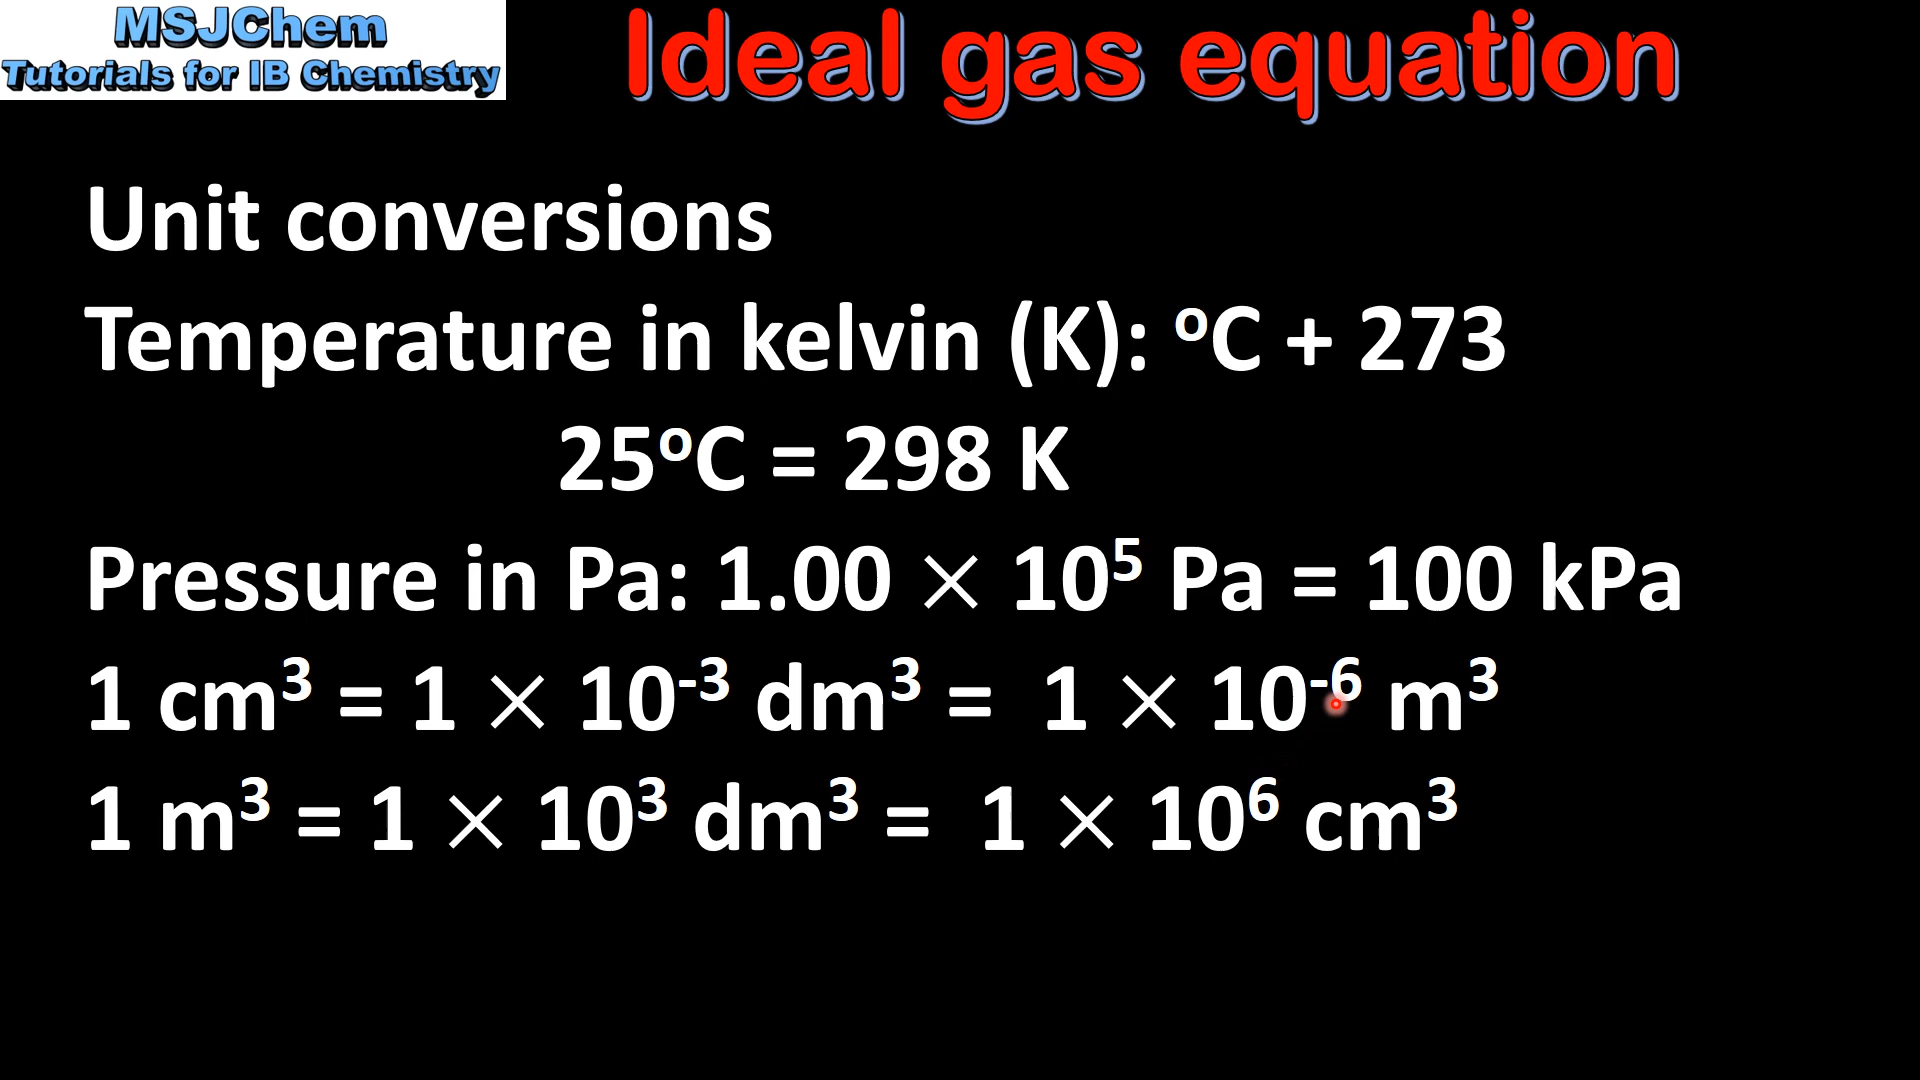 MSJChem
Tutorials for IB Chemistry
Ideal gas equation
Unit conversions
Temperature in kelvin (K): ᵒC + 273
25ᵒC = 298 K
Pressure in Pa: 1.00 × 10⁵ Pa = 100 kPa
1 cm³ = 1 × 10⁻³ dm³ = 1 × 10⁻⁶ m³
1 m³ = 1 × 10³ dm³ = 1 × 10⁶ cm³